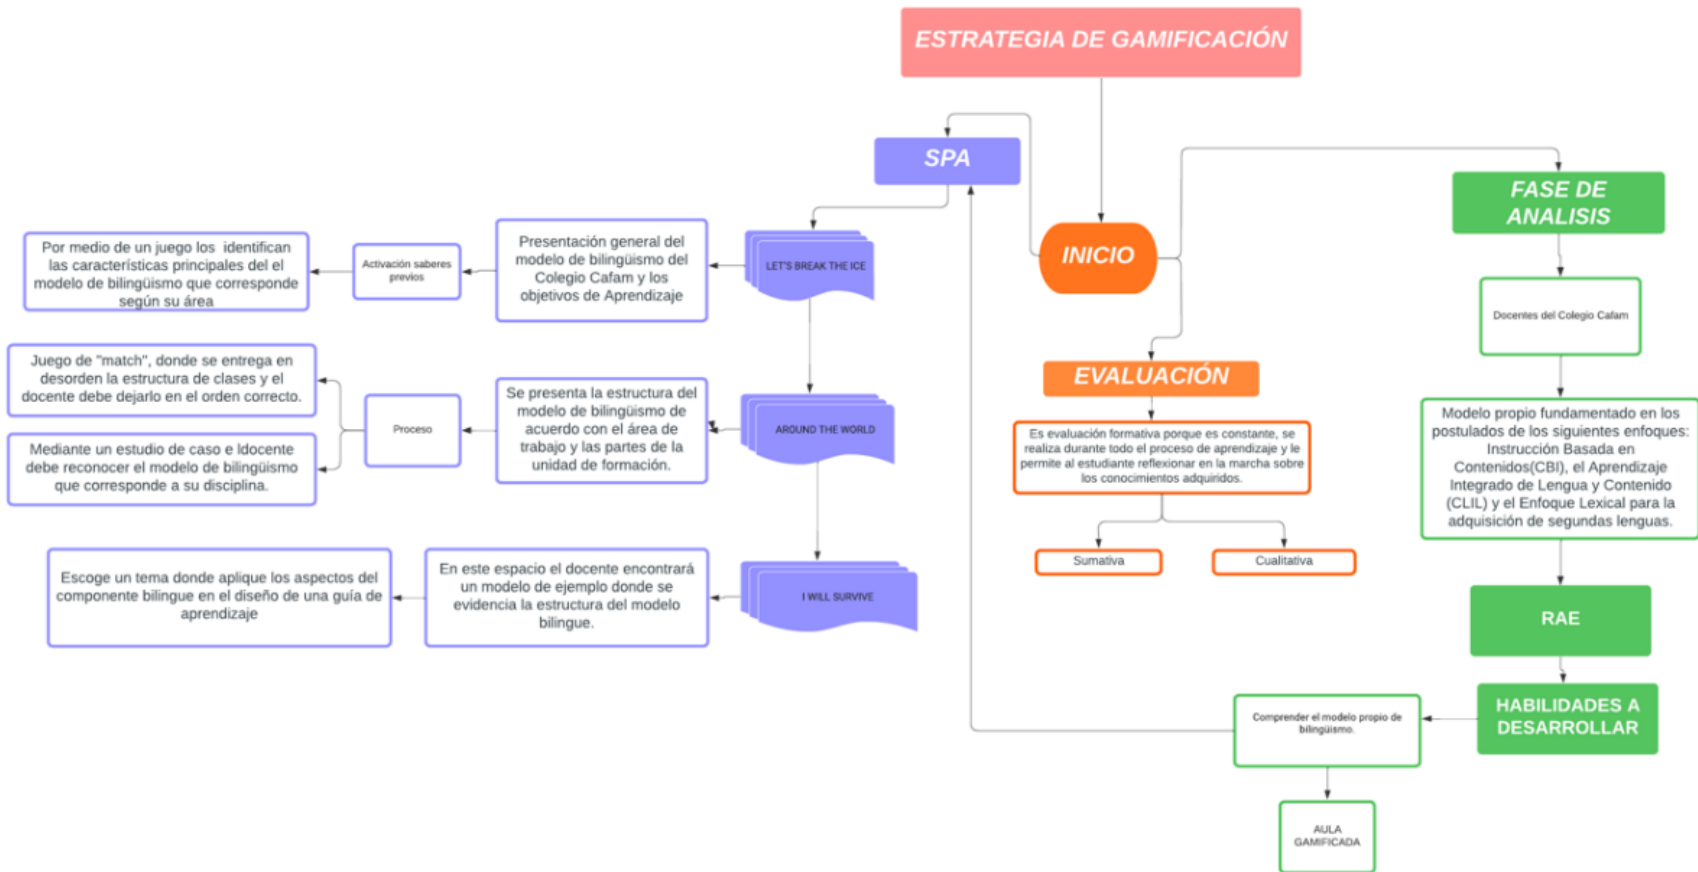 ESTRATEGIA DE GAMIFICACIÓN
SPA
INICIO
FASE DE
ANALISIS
LET'S BREAK THE ICE
Presentación general del
modelo de bilingüismo del
Colegio Cafam y los
objetivos de Aprendizaje
Activación saberes
previos
Por medio de un juego los identifican
las características principales del el
modelo de bilingüismo que corresponde
según su área
AROUND THE WORLD
Se presenta la estructura del
modelo de bilingüismo de
acuerdo con el área de
trabajo y las partes de la
unidad de formación.
Proceso
Juego de "match", donde se entrega en
desorden la estructura de clases y el
docente debe dejarlo en el orden correcto.
Mediante un estudio de caso e ldocente
debe reconocer el modelo de bilingüismo
que corresponde a su disciplina.
I WILL SURVIVE
En este espacio el docente encontrará
un modelo de ejemplo donde se
evidencia la estructura del modelo
bilingue.
Escoge un tema donde aplique los aspectos del
componente bilingue en el diseño de una guía de
aprendizaje
EVALUACIÓN
Es evaluación formativa porque es constante, se
realiza durante todo el proceso de aprendizaje y le
permite al estudiante reflexionar en la marcha sobre
los conocimientos adquiridos.
Sumativa
Cualitativa
Docentes del Colegio Cafam
Modelo propio fundamentado en los
postulados de los siguientes enfoques:
Instrucción Basada en
Contenidos(CBI), el Aprendizaje
Integrado de Lengua y Contenido
(CLIL) y el Enfoque Lexical para la
adquisición de segundas lenguas.
RAE
HABILIDADES A
DESARROLLAR
Comprender el modelo propio de
bilingüismo.
AULA
GAMIFICADA